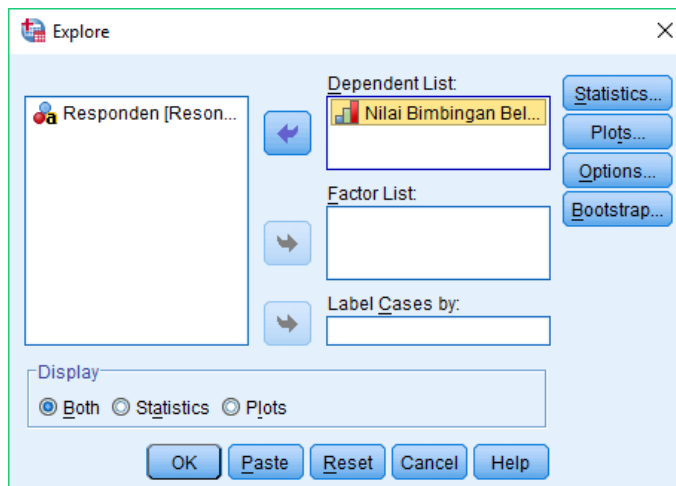 Explore
Dependent List:
Responden [Reson...
Nilai Bimbingan Bel...
Statistics...
Plots...
Options...
Bootstrap...
Factor List:
Label Cases by:
Display
Both
Statistics
Plots
OK
Paste
Reset
Cancel
Help